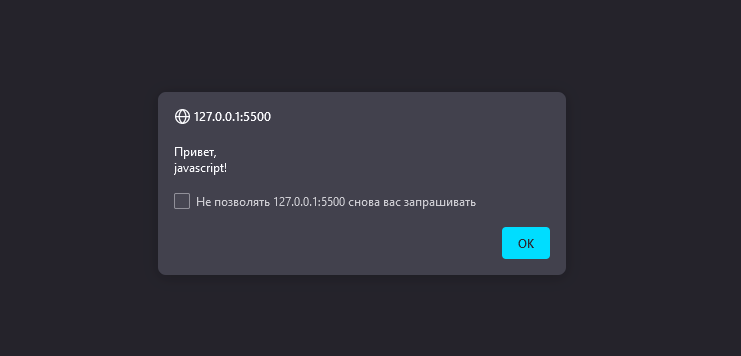 127.0.0.1:5500
Привет,
javascript!
Не позволять 127.0.0.1:5500 снова вас запрашивать
OK